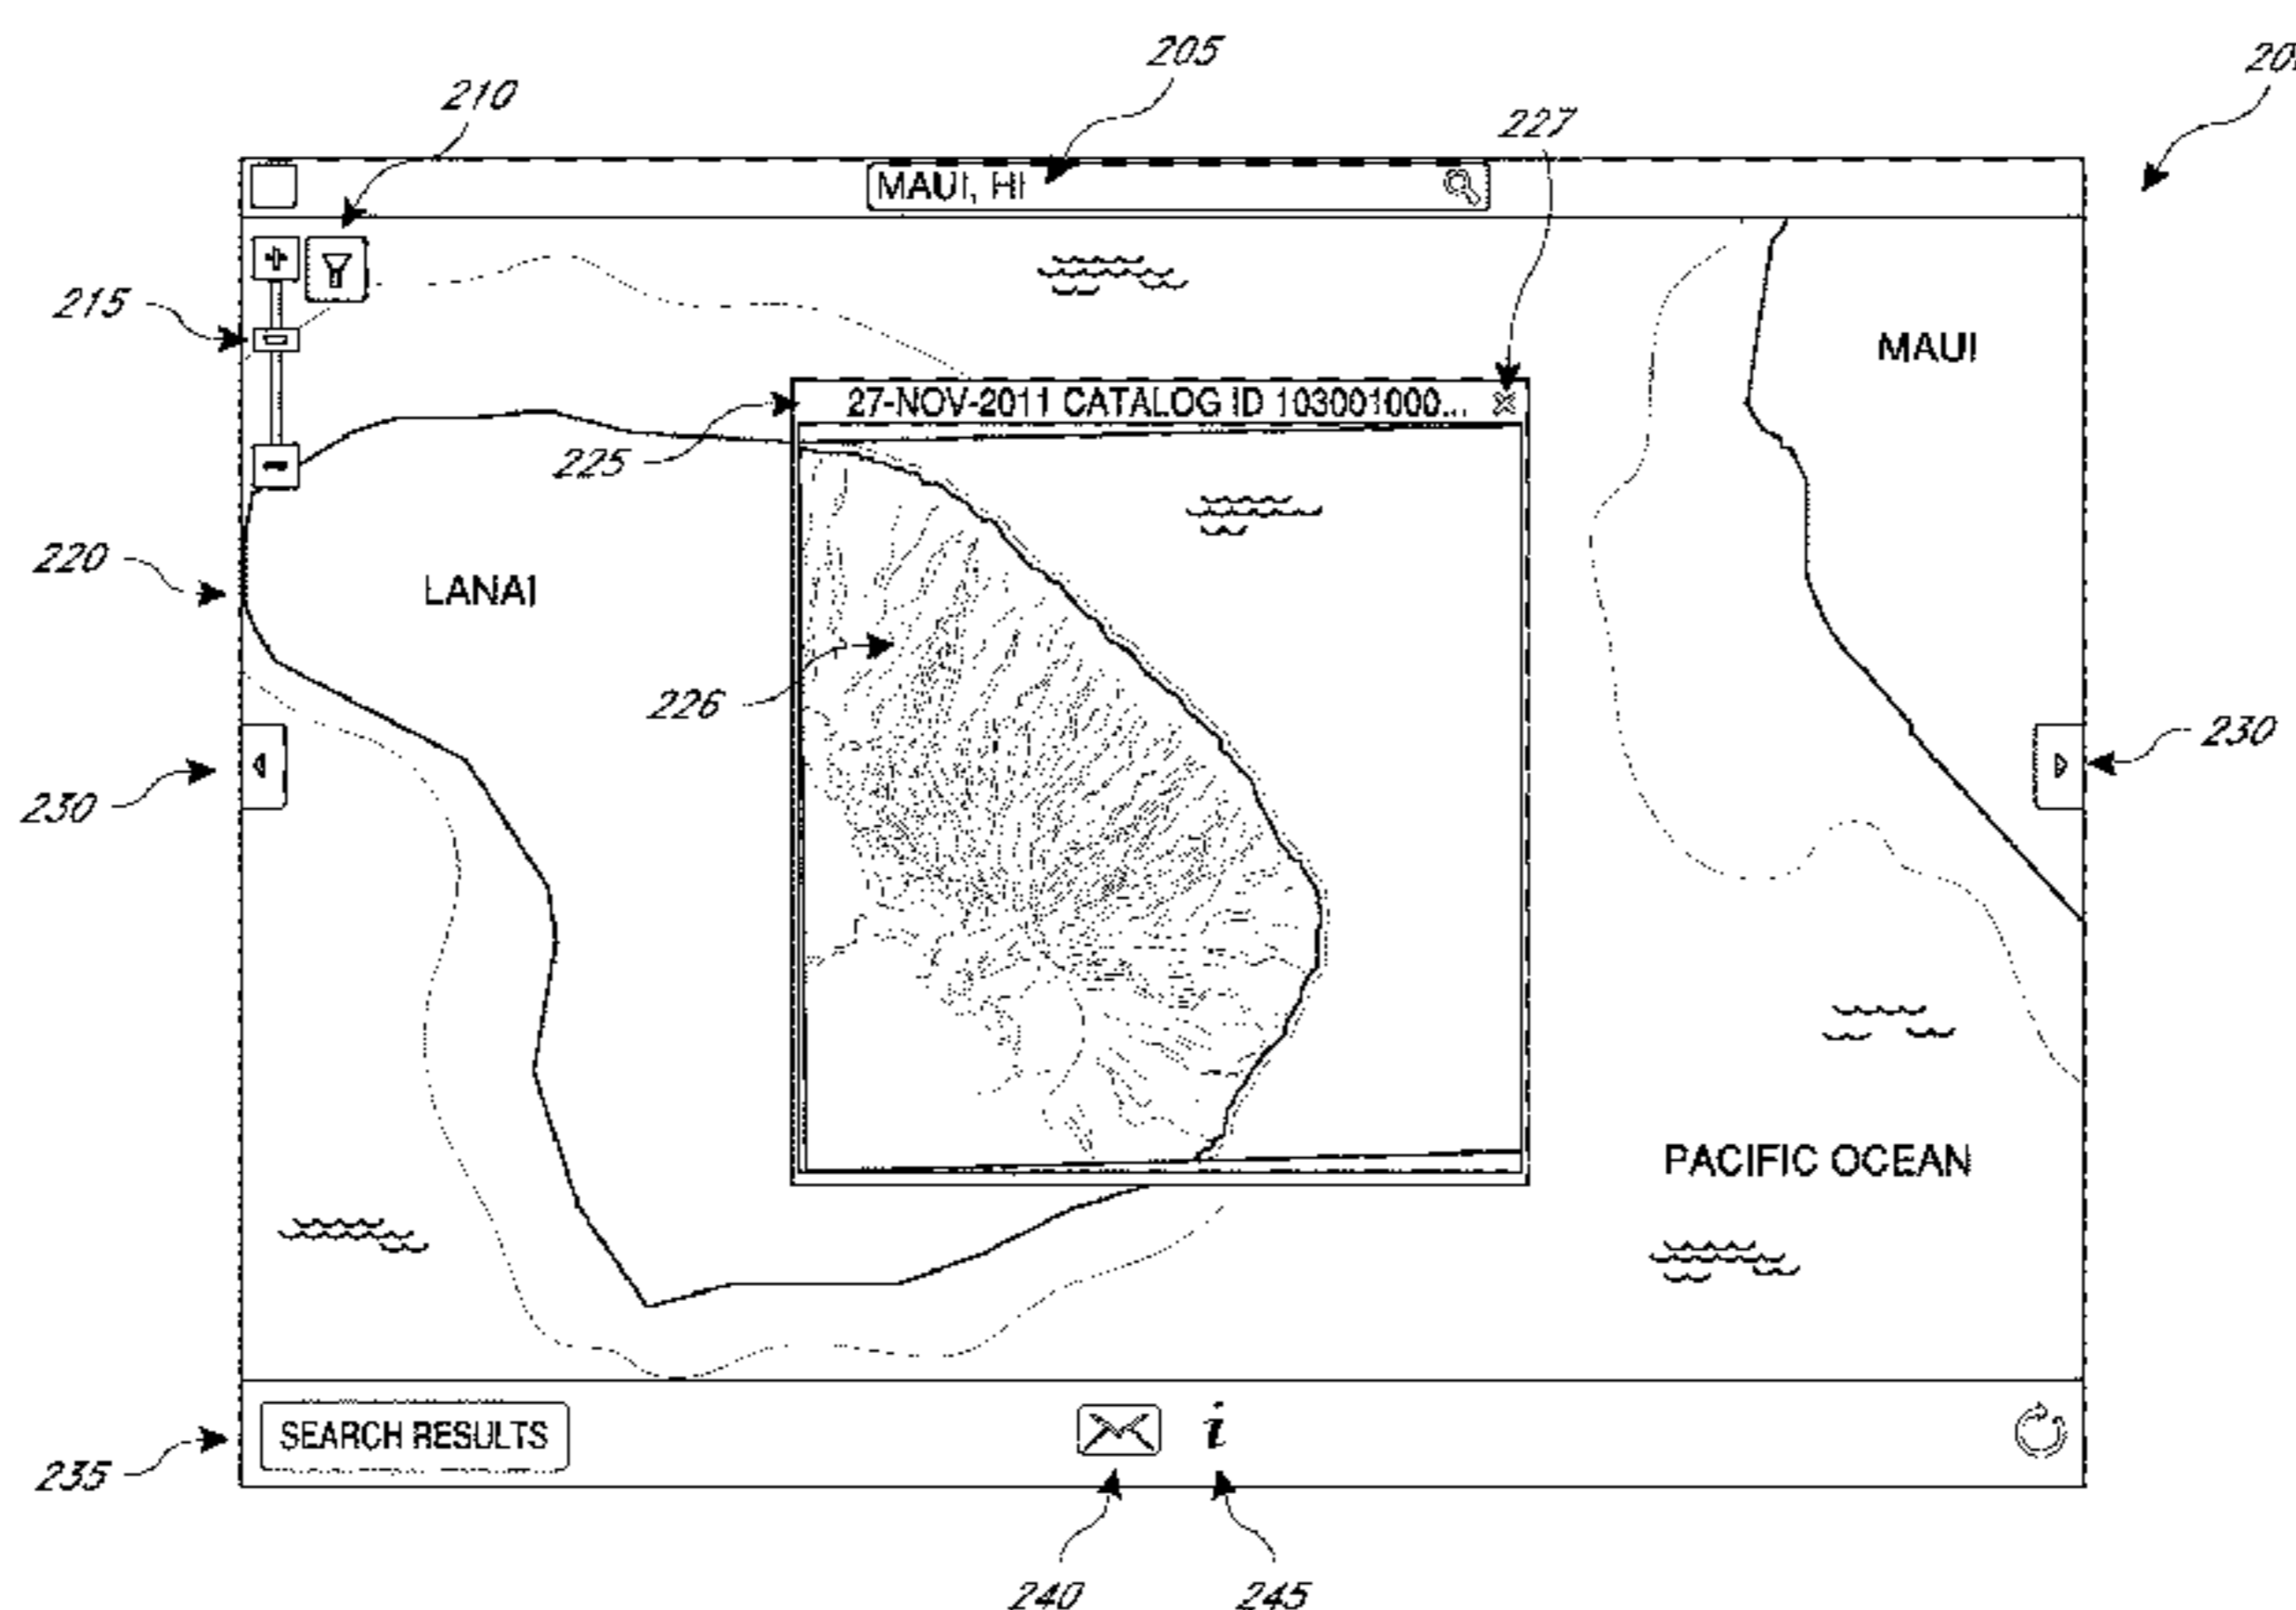 205
210
227
MAUI, HI
215
MAUI
27-NOV-2011 CATALOG ID 103001000...
225
220
LANAI
226
230
230
PACIFIC OCEAN
SEARCH RESULTS
i
235
240
245